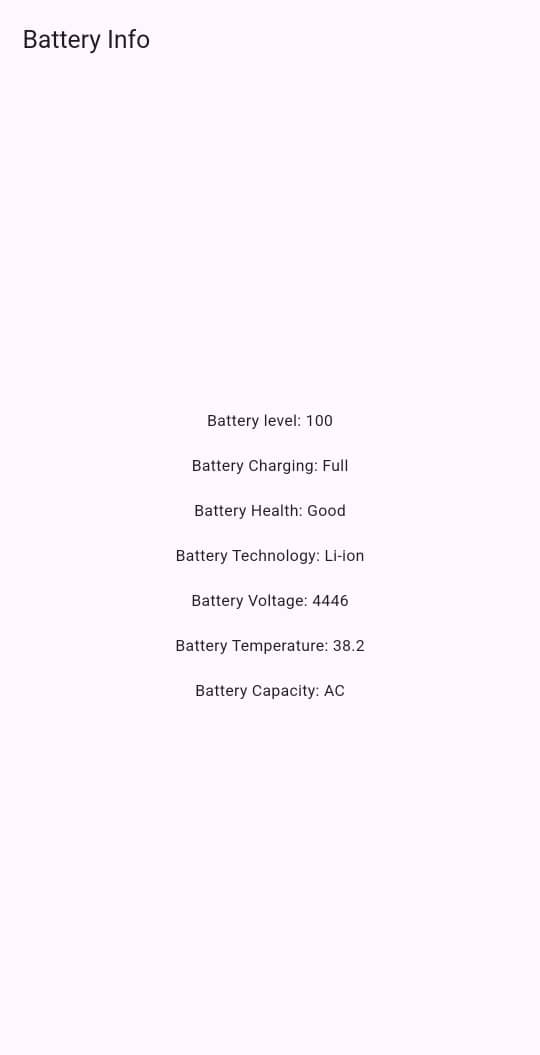 Battery Info
Battery level: 100
Battery Charging: Full
Battery Health: Good
Battery Technology: Li-ion
Battery Voltage: 4446
Battery Temperature: 38.2
Battery Capacity: AC